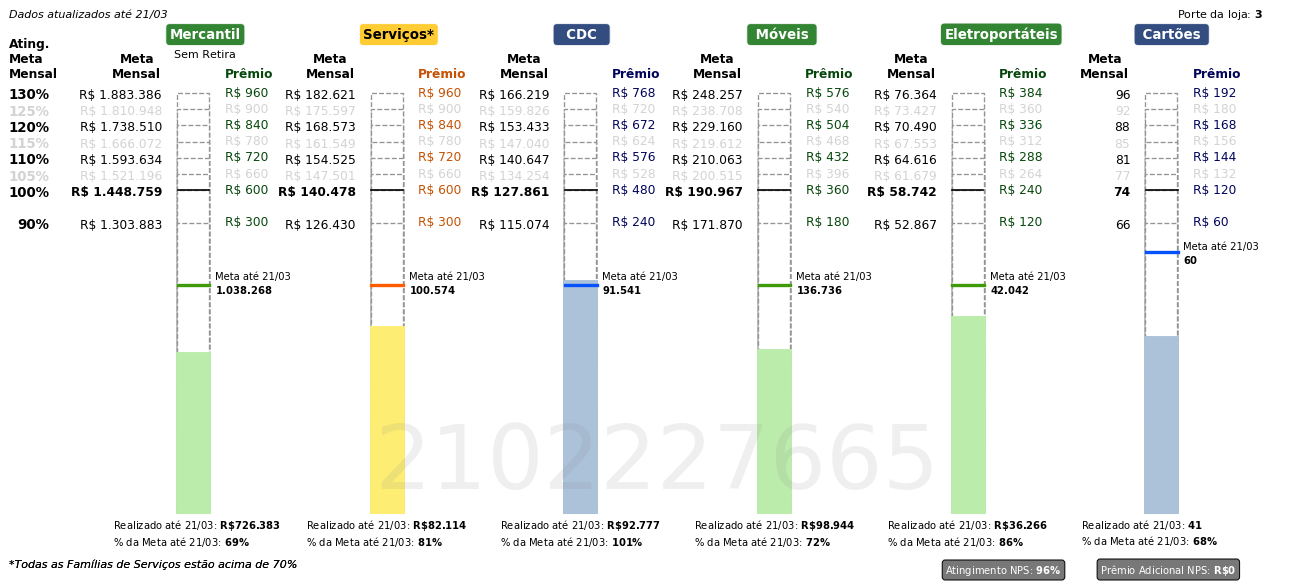 Dados atualizados até 21/03
Porte da loja: 3
Mercantil Serviços* CDC Móveis Eletroportáteis Cartões
Sem Retira
Ating. Meta Mensal
Meta Mensal Prêmio Meta Mensal Prêmio Meta Mensal Prêmio Meta Mensal Prêmio Meta Mensal Prêmio Meta Mensal Prêmio
130% R$ 1.883.386 R$ 960 R$ 182.621 R$ 960 R$ 166.219 R$ 768 R$ 248.257 R$ 576 R$ 76.364 R$ 384 96 R$ 192
125% R$ 1.810.948 R$ 900 R$ 175.597 R$ 900 R$ 159.826 R$ 720 R$ 238.708 R$ 540 R$ 73.427 R$ 360 92 R$ 180
120% R$ 1.738.510 R$ 840 R$ 168.573 R$ 840 R$ 153.433 R$ 672 R$ 229.160 R$ 504 R$ 70.490 R$ 336 88 R$ 168
115% R$ 1.666.072 R$ 780 R$ 161.549 R$ 780 R$ 147.040 R$ 624 R$ 219.612 R$ 468 R$ 67.553 R$ 312 85 R$ 156
110% R$ 1.593.634 R$ 720 R$ 154.525 R$ 720 R$ 140.647 R$ 576 R$ 210.063 R$ 432 R$ 64.616 R$ 288 81 R$ 144
105% R$ 1.521.196 R$ 660 R$ 147.501 R$ 660 R$ 134.254 R$ 528 R$ 200.515 R$ 396 R$ 61.679 R$ 264 77 R$ 132
100% R$ 1.448.759 R$ 600 R$ 140.478 R$ 600 R$ 127.861 R$ 480 R$ 190.967 R$ 360 R$ 58.742 R$ 240 74 R$ 120
90% R$ 1.303.883 R$ 300 R$ 126.430 R$ 300 R$ 115.074 R$ 240 R$ 171.870 R$ 180 R$ 52.867 R$ 120 66 R$ 60
Meta até 21/03
60
Meta até 21/03 Meta até 21/03 Meta até 21/03 Meta até 21/03 Meta até 21/03
1.038.268 100.574 91.541 136.736 42.042
2102227665
Realizado até 21/03: R$726.383 Realizado até 21/03: R$82.114 Realizado até 21/03: R$92.777 Realizado até 21/03: R$98.944 Realizado até 21/03: R$36.266 Realizado até 21/03: 41
% da Meta até 21/03: 69% % da Meta até 21/03: 81% % da Meta até 21/03: 101% % da Meta até 21/03: 72% % da Meta até 21/03: 86% % da Meta até 21/03: 68%
*Todas as Famílias de Serviços estão acima de 70%
Atingimento NPS: 96% Prêmio Adicional NPS: R$0